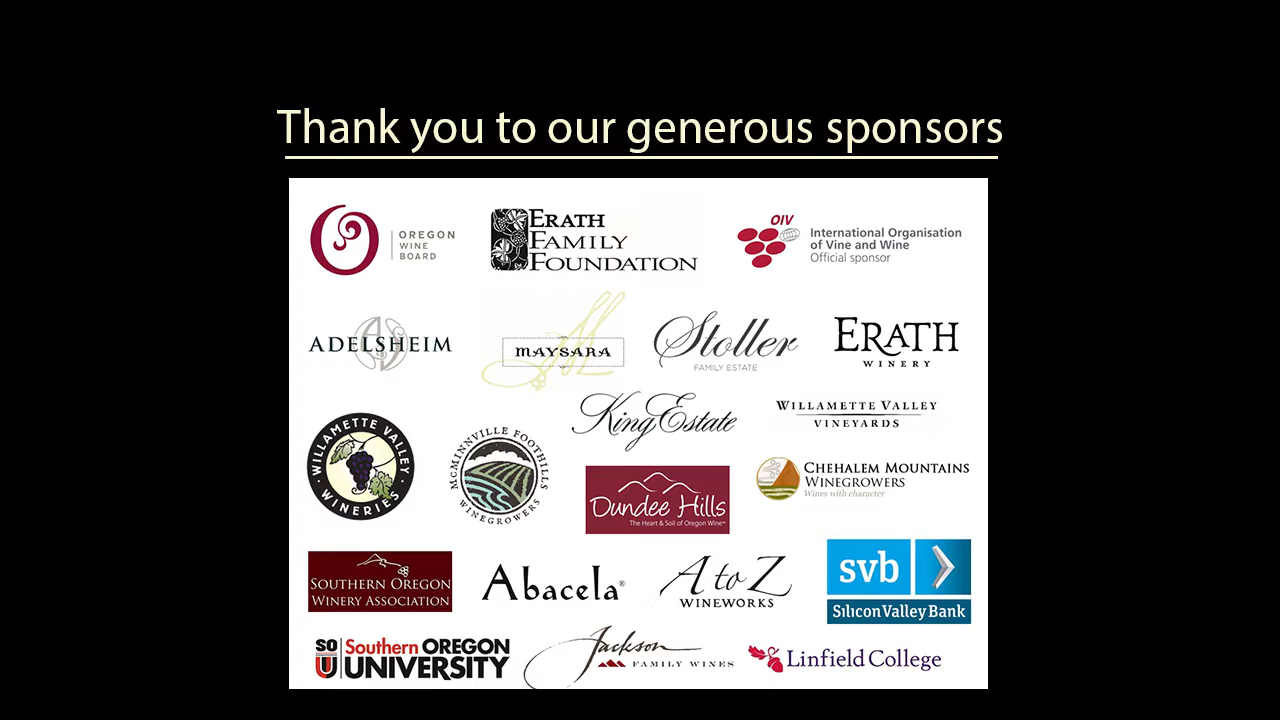 Thank you to our generous sponsors
OREGON
WINE
BOARD
ERATH
FAMILY
FOUNDATION
OIV
International Organisation
of Vine and Wine
Official sponsor
ADELSHEIM
MAYSARA
Stoller
FAMILY ESTATE
ERATH
WINERY
King Estate
WILLAMETTE VALLEY
VINEYARDS
WILLAMETTE VALLEY
· WINERIES ·
MCMINNVILLE FOOTHILLS
WINEGROWERS
Dundee Hills
The Heart & Soil of Oregon Wine™
CHEHALEM MOUNTAINS
WINEGROWERS
Wines with character
SOUTHERN OREGON
WINERY ASSOCIATION
Abacela®
A to Z
WINEWORKS
svb
Silicon Valley Bank
SO
U
Southern OREGON
UNIVERSITY
Jackson
FAMILY WINES
Linfield College